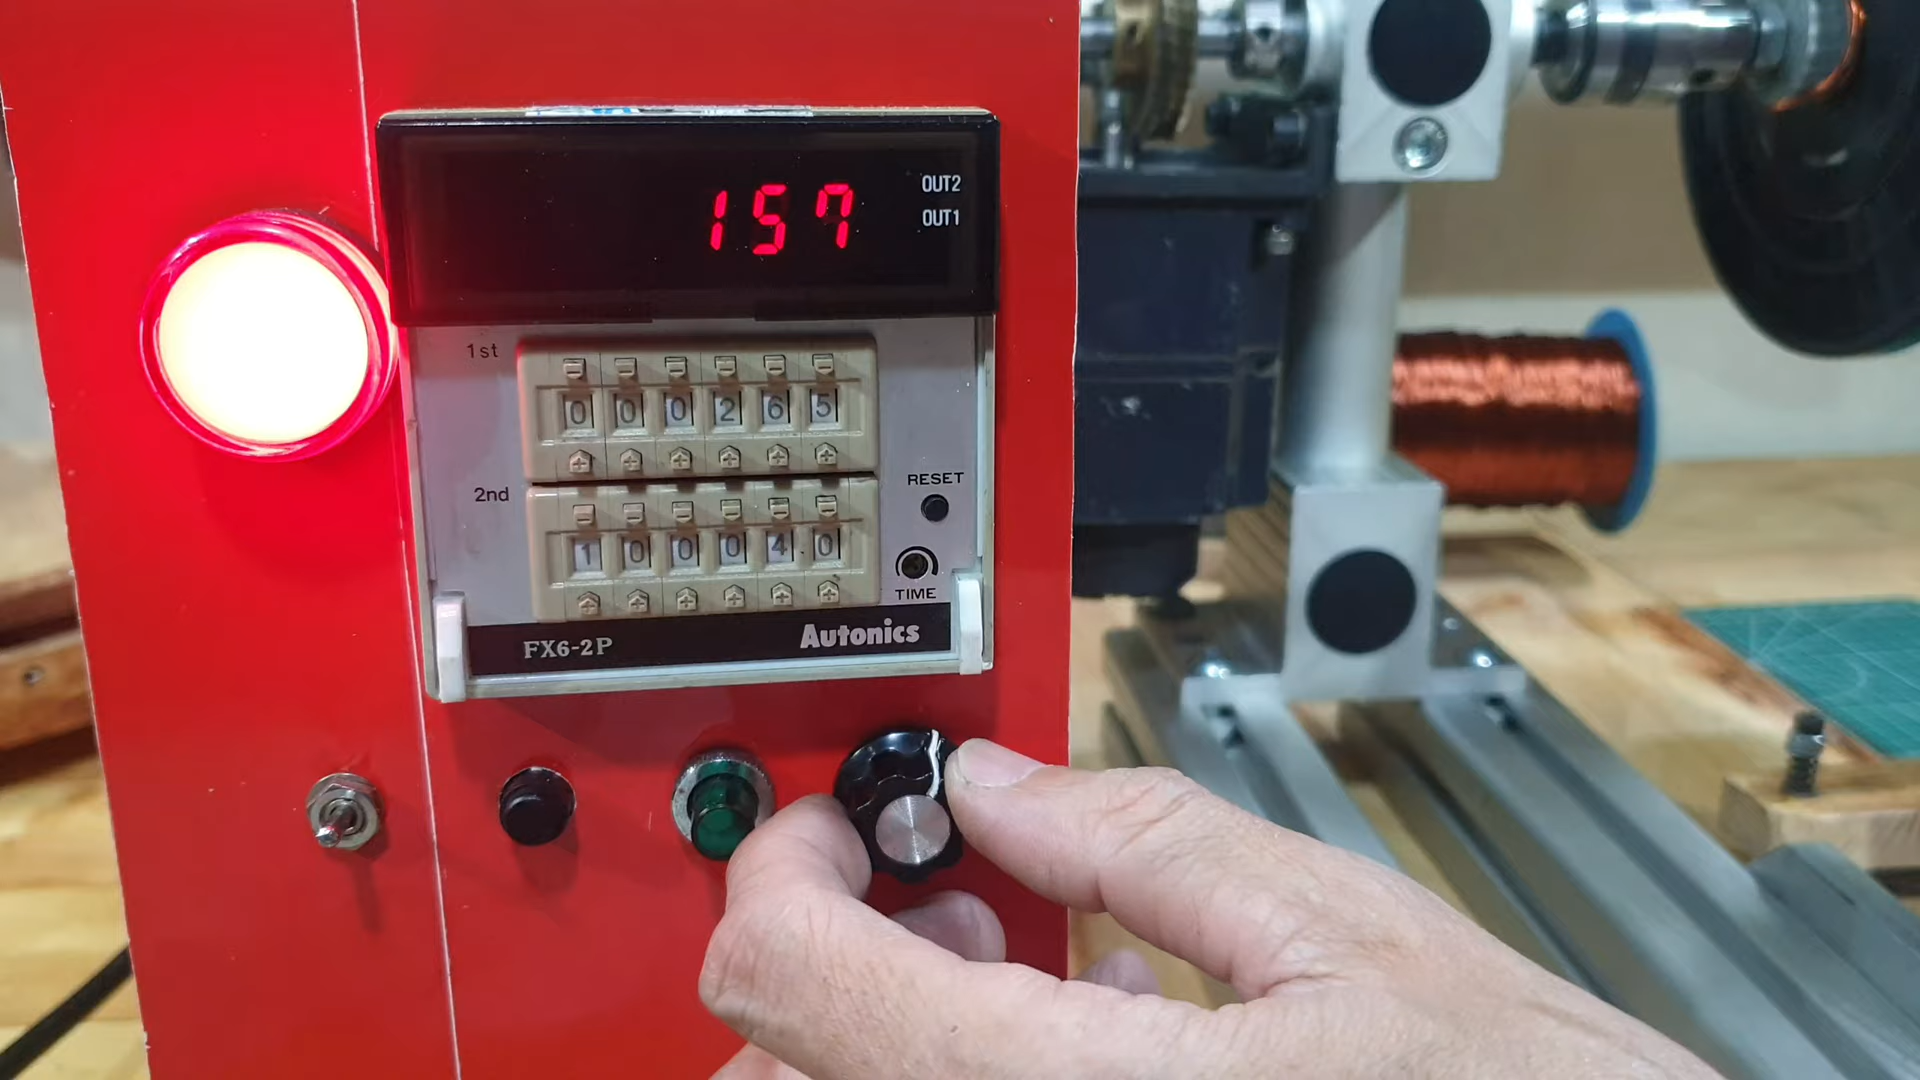 157
OUT2
OUT1
1st
000265
2nd
100040
RESET
TIME
FX6-2P
Autonics